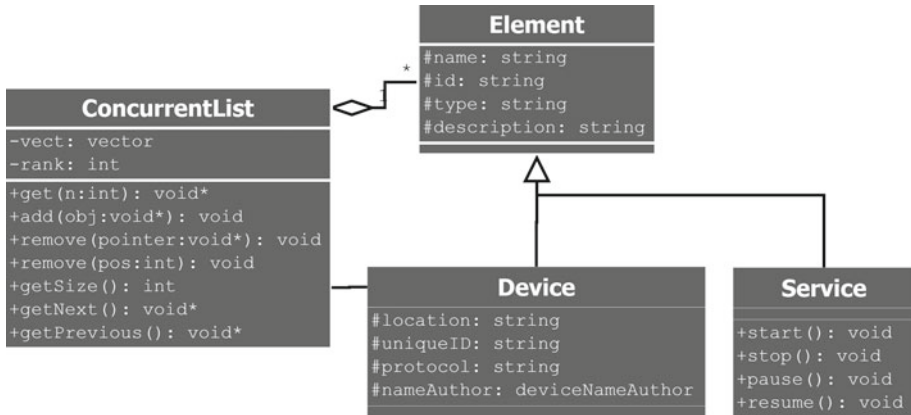 Element
#name: string
#id: string
#type: string
#description: string
*
1
ConcurrentList
-vect: vector
-rank: int
+get(n:int): void*
+add(obj:void*): void
+remove(pointer:void*): void
+remove(pos:int): void
+getSize(): int
+getNext(): void*
+getPrevious(): void*
Device
#location: string
#uniqueID: string
#protocol: string
#nameAuthor: deviceNameAuthor
Service
+start(): void
+stop(): void
+pause(): void
+resume(): void